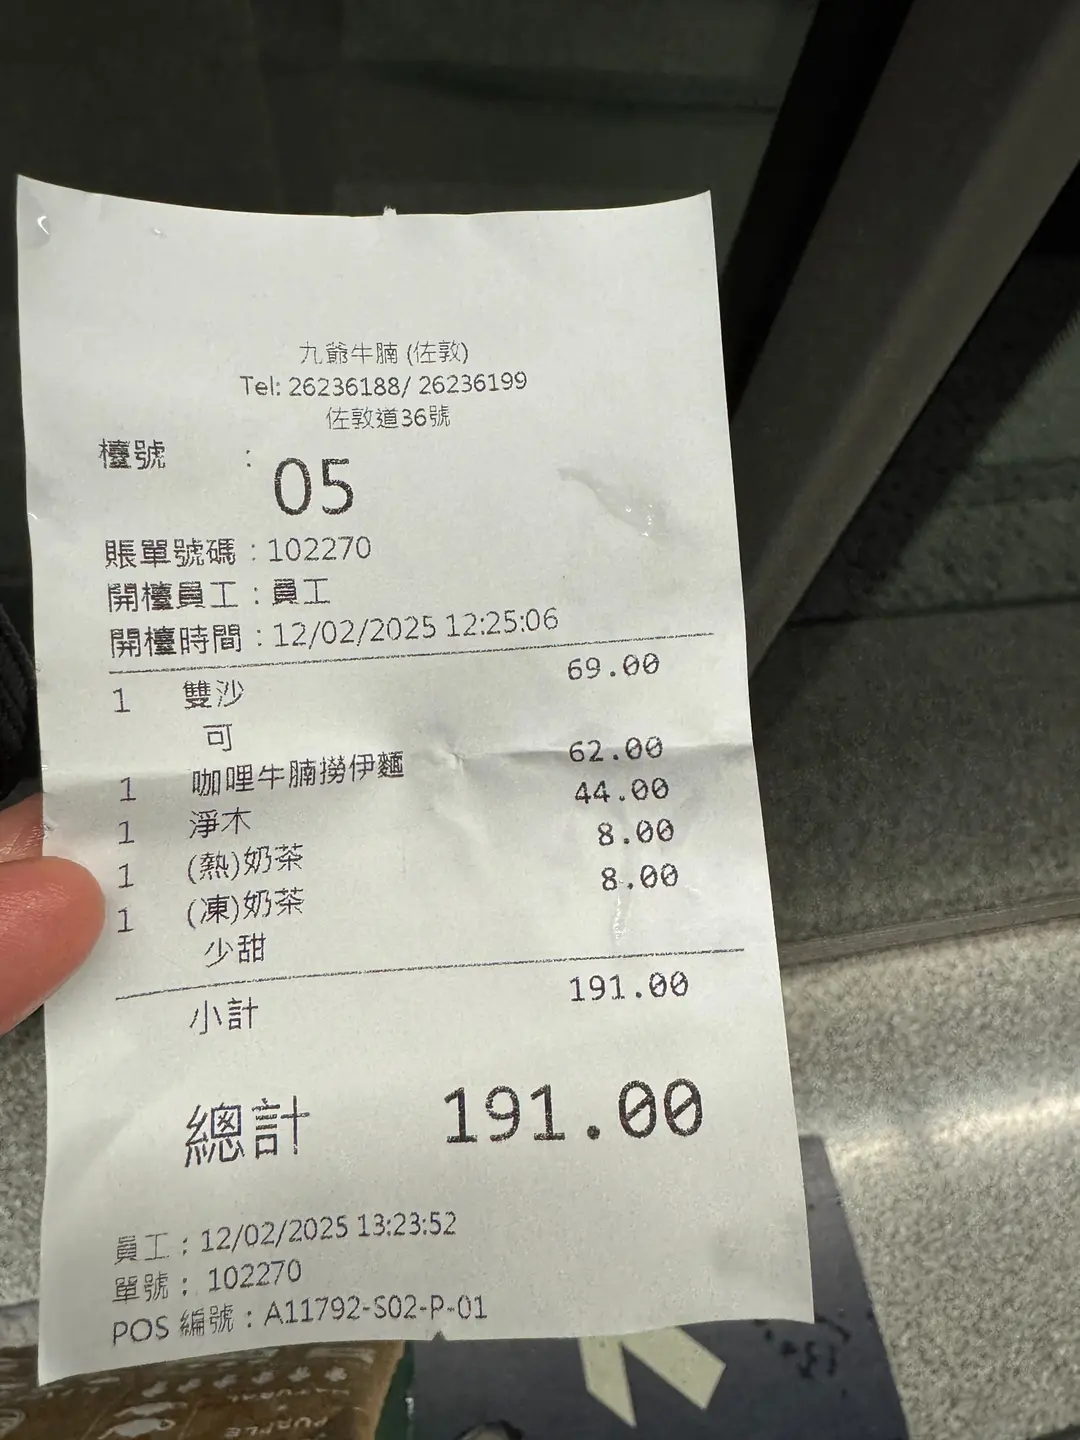 九爺牛腩 (佐敦)
Tel: 26236188/ 26236199
佐敦道36號
檯號 : 05
賬單號碼 : 102270
開檯員工 : 員工
開檯時間 : 12/02/2025 12:25:06
1 雙沙 69.00
可
1 咖哩牛腩撈伊麵 62.00
1 淨木 44.00
1 (熱)奶茶 8.00
1 (凍)奶茶 8.00
少甜
小計 191.00
總計 191.00
員工 : 12/02/2025 13:23:52
單號 : 102270
POS 編號 : A11792-S02-P-01
NATURAL
PURPLE